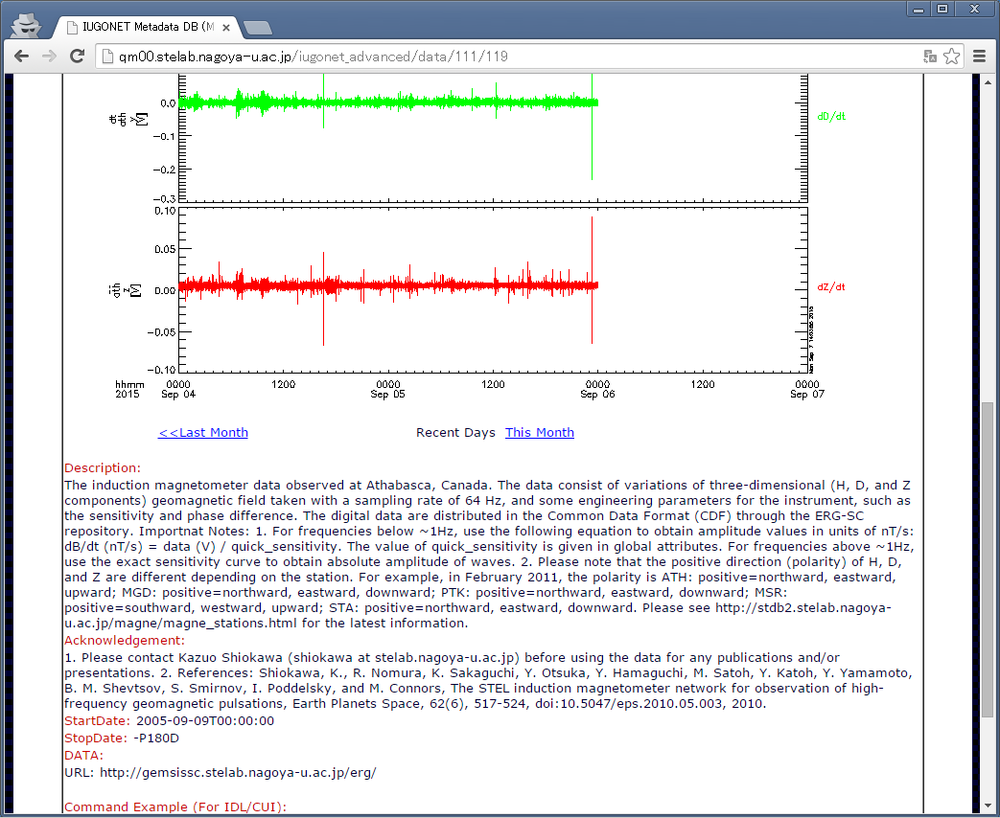 IUGONET Metadata DB (M
qm00.stelab.nagoya-u.ac.jp/iugonet_advanced/data/111/119
0.0
-0.1
-0.2
-0.3
[V]
dD/dt
0.10
0.05
0.00
-0.05
-0.10
ath
z
[V]
dZ/dt
hhmm 0000 1200 0000 1200 0000 1200 0000
2015 Sep 04 Sep 05 Sep 06 Sep 07
<<Last Month Recent Days This Month
Description:
The induction magnetometer data observed at Athabasca, Canada. The data consist of variations of three-dimensional (H, D, and Z
components) geomagnetic field taken with a sampling rate of 64 Hz, and some engineering parameters for the instrument, such as
the sensitivity and phase difference. The digital data are distributed in the Common Data Format (CDF) through the ERG-SC
repository. Importnat Notes: 1. For frequencies below ~1Hz, use the following equation to obtain amplitude values in units of nT/s:
dB/dt (nT/s) = data (V) / quick_sensitivity. The value of quick_sensitivity is given in global attributes. For frequencies above ~1Hz,
use the exact sensitivity curve to obtain absolute amplitude of waves. 2. Please note that the positive direction (polarity) of H, D,
and Z are different depending on the station. For example, in February 2011, the polarity is ATH: positive=northward, eastward,
upward; MGD: positive=northward, eastward, downward; PTK: positive=northward, eastward, downward; MSR:
positive=southward, westward, upward; STA: positive=northward, eastward, downward. Please see http://stdb2.stelab.nagoya-
u.ac.jp/magne/magne_stations.html for the latest information.
Acknowledgement:
1. Please contact Kazuo Shiokawa (shiokawa at stelab.nagoya-u.ac.jp) before using the data for any publications and/or
presentations. 2. References: Shiokawa, K., R. Nomura, K. Sakaguchi, Y. Otsuka, Y. Hamaguchi, M. Satoh, Y. Katoh, Y. Yamamoto,
B. M. Shevtsov, S. Smirnov, I. Poddelsky, and M. Connors, The STEL induction magnetometer network for observation of high-
frequency geomagnetic pulsations, Earth Planets Space, 62(6), 517-524, doi:10.5047/eps.2010.05.003, 2010.
StartDate: 2005-09-09T00:00:00
StopDate: -P180D
DATA:
URL: http://gemsissc.stelab.nagoya-u.ac.jp/erg/
Command Example (For IDL/CUI):